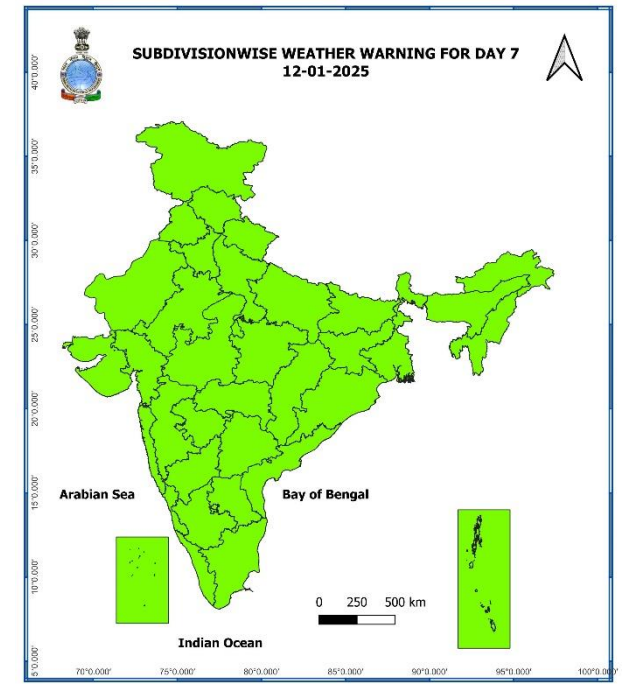 SUBDIVISIONWISE WEATHER WARNING FOR DAY 7
12-01-2025
40°0.000'
35°0.000'
30°0.000'
25°0.000'
20°0.000'
15°0.000'
10°0.000'
5°0.000'
Arabian Sea
Bay of Bengal
0 250 500 km
Indian Ocean
70°0.000' 75°0.000' 80°0.000' 85°0.000' 90°0.000' 95°0.000' 100°0.000'